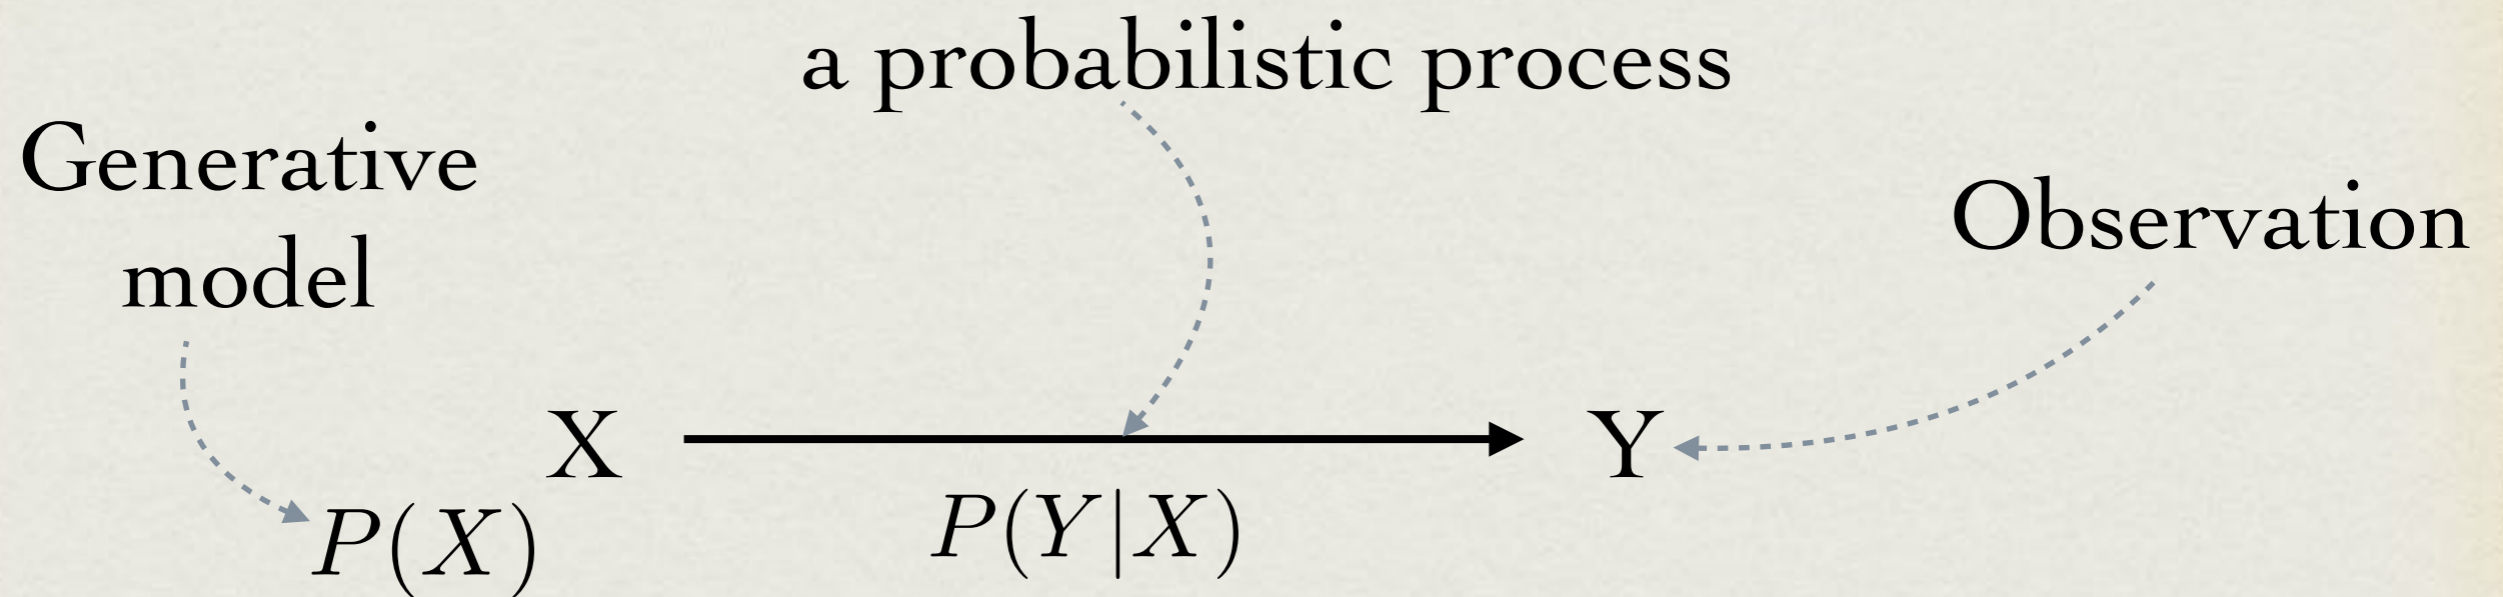 a probabilistic process
Generative
model
Observation
X
Y
P(X)
P(Y|X)